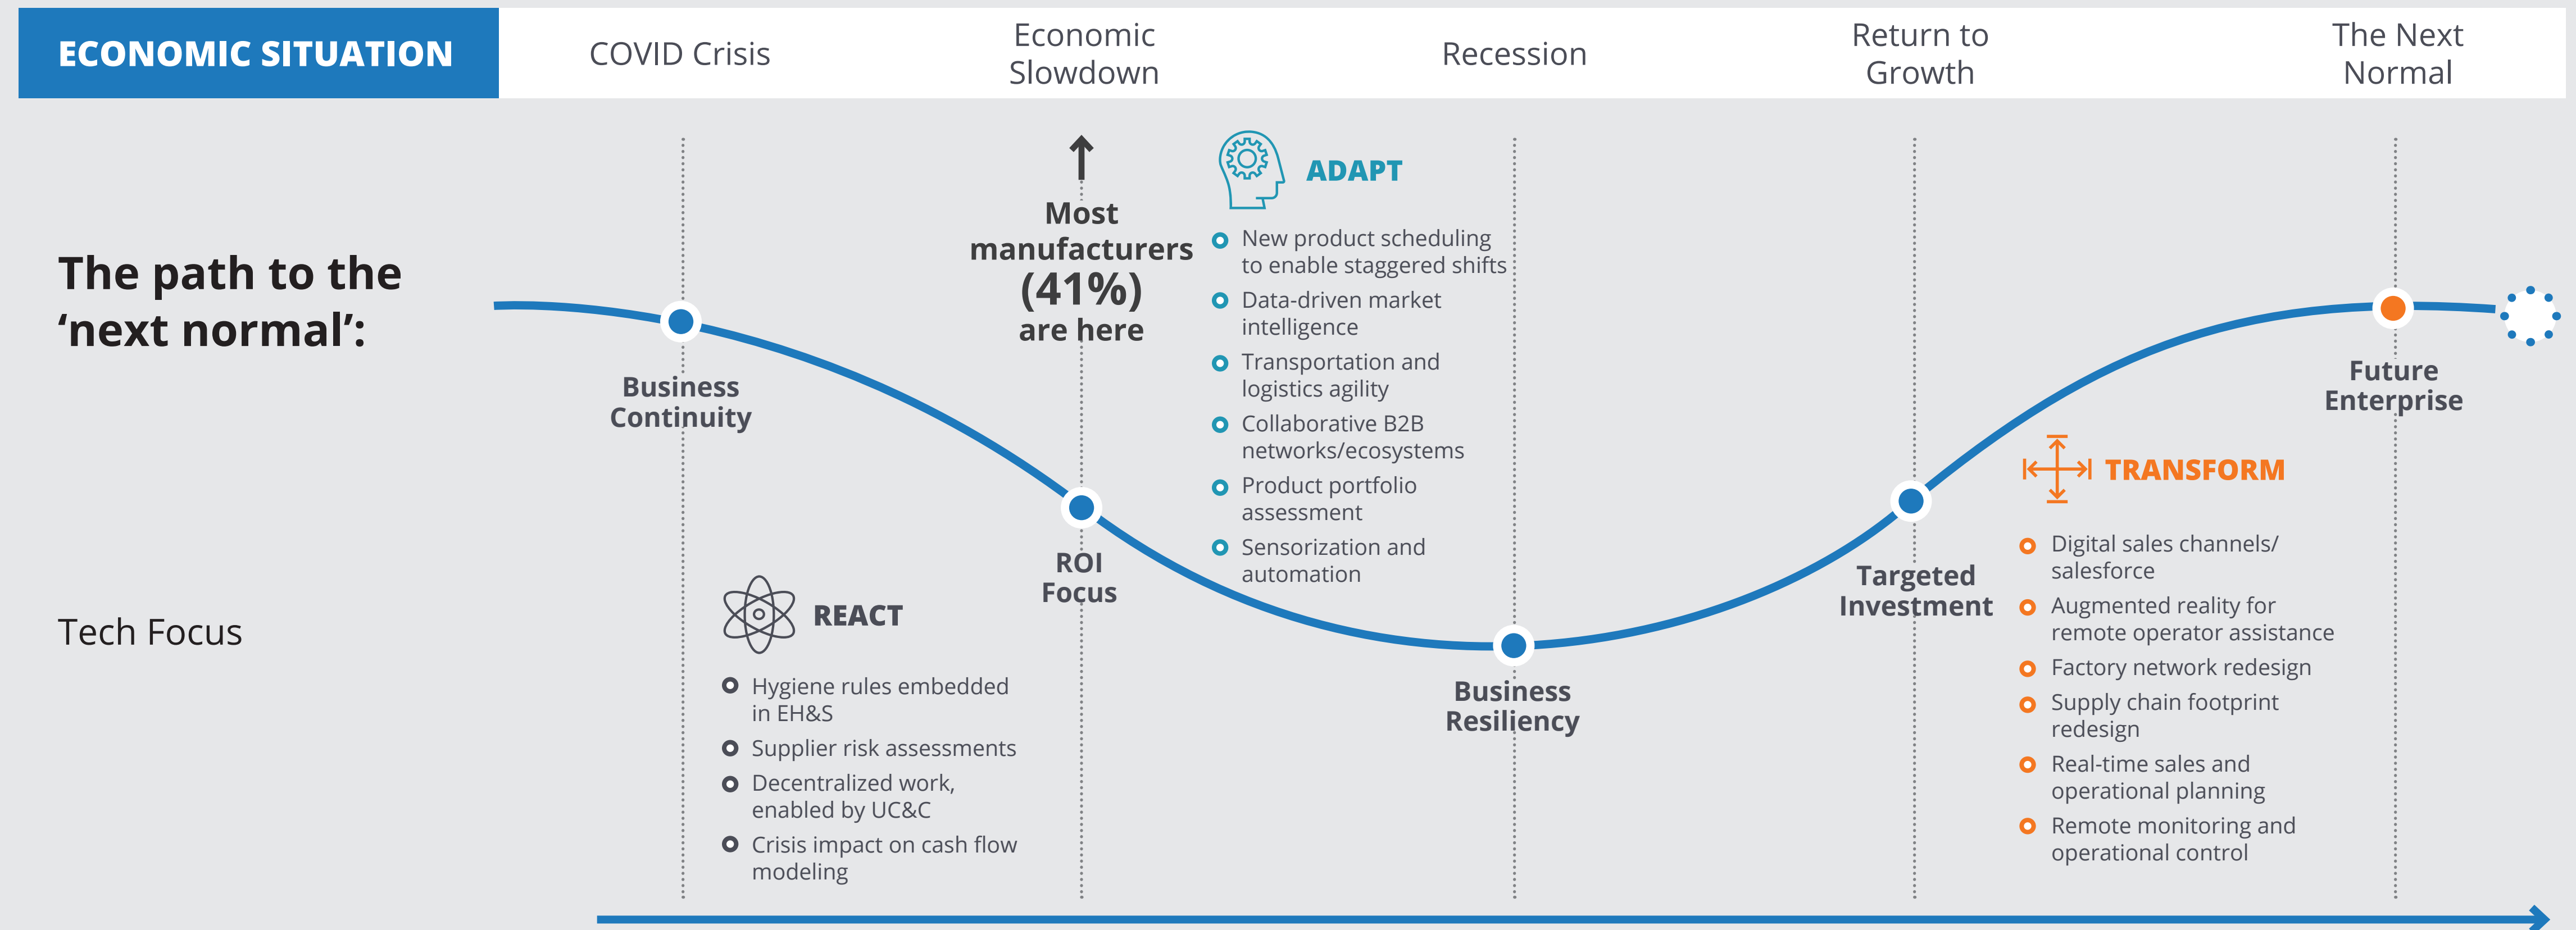 ECONOMIC SITUATION
COVID Crisis
Economic
Slowdown
Recession
Return to
Growth
The Next
Normal
The path to the
‘next normal’:
Tech Focus
Business
Continuity
REACT
Hygiene rules embedded
in EH&S
Supplier risk assessments
Decentralized work,
enabled by UC&C
Crisis impact on cash flow
modeling
Most
manufacturers
(41%)
are here
ROI
Focus
ADAPT
New product scheduling
to enable staggered shifts
Data-driven market
intelligence
Transportation and
logistics agility
Collaborative B2B
networks/ecosystems
Product portfolio
assessment
Sensorization and
automation
Business
Resiliency
Targeted
Investment
TRANSFORM
Digital sales channels/
salesforce
Augmented reality for
remote operator assistance
Factory network redesign
Supply chain footprint
redesign
Real-time sales and
operational planning
Remote monitoring and
operational control
Future
Enterprise